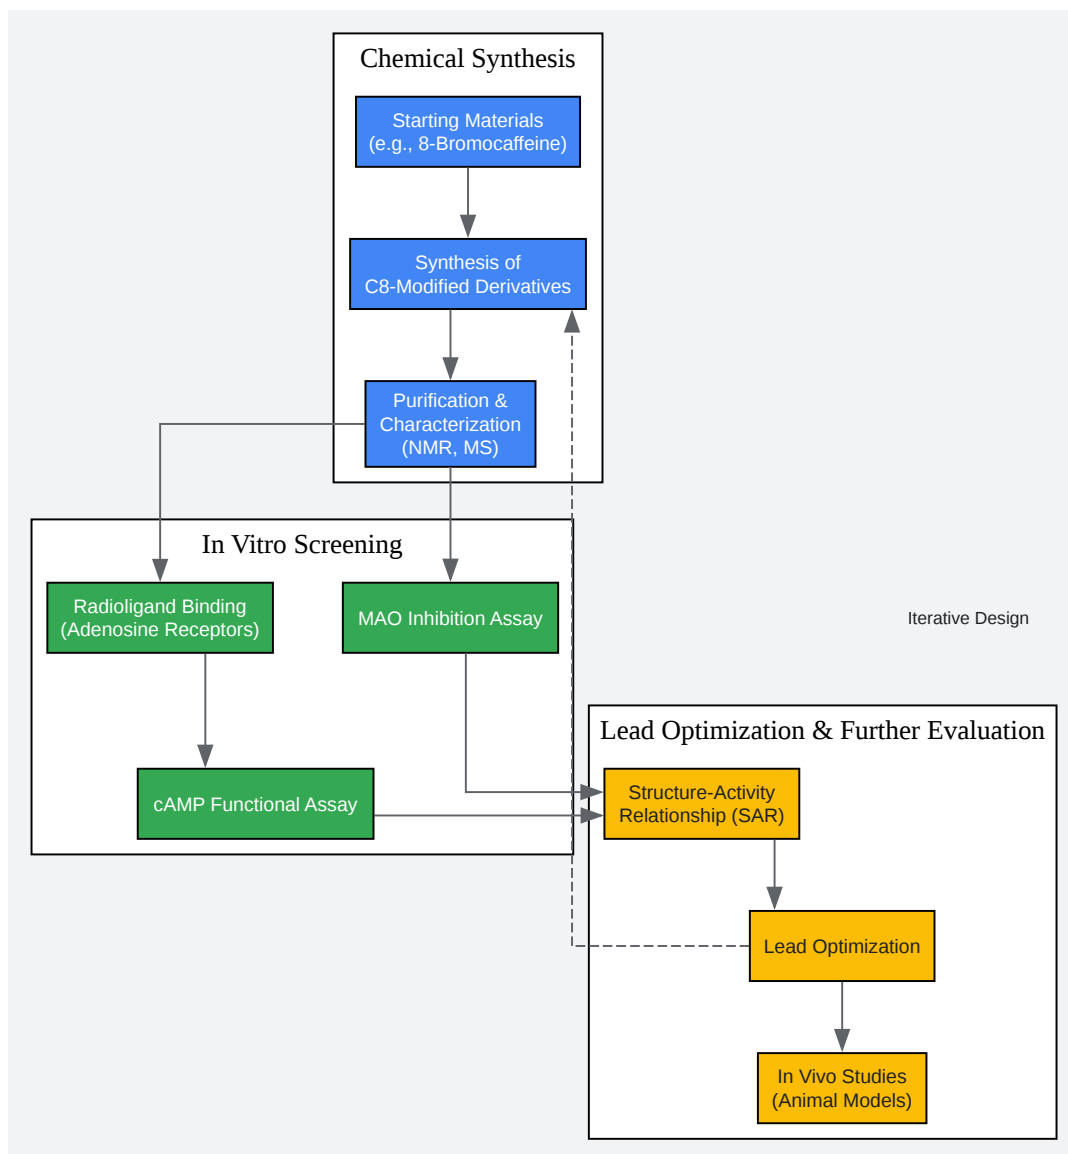 Chemical Synthesis
Starting Materials
(e.g., 8-Bromocaffeine)
Synthesis of
C8-Modified Derivatives
Purification &
Characterization
(NMR, MS)
In Vitro Screening
Radioligand Binding
(Adenosine Receptors)
MAO Inhibition Assay
Iterative Design
cAMP Functional Assay
Lead Optimization & Further Evaluation
Structure-Activity
Relationship (SAR)
Lead Optimization
In Vivo Studies
(Animal Models)